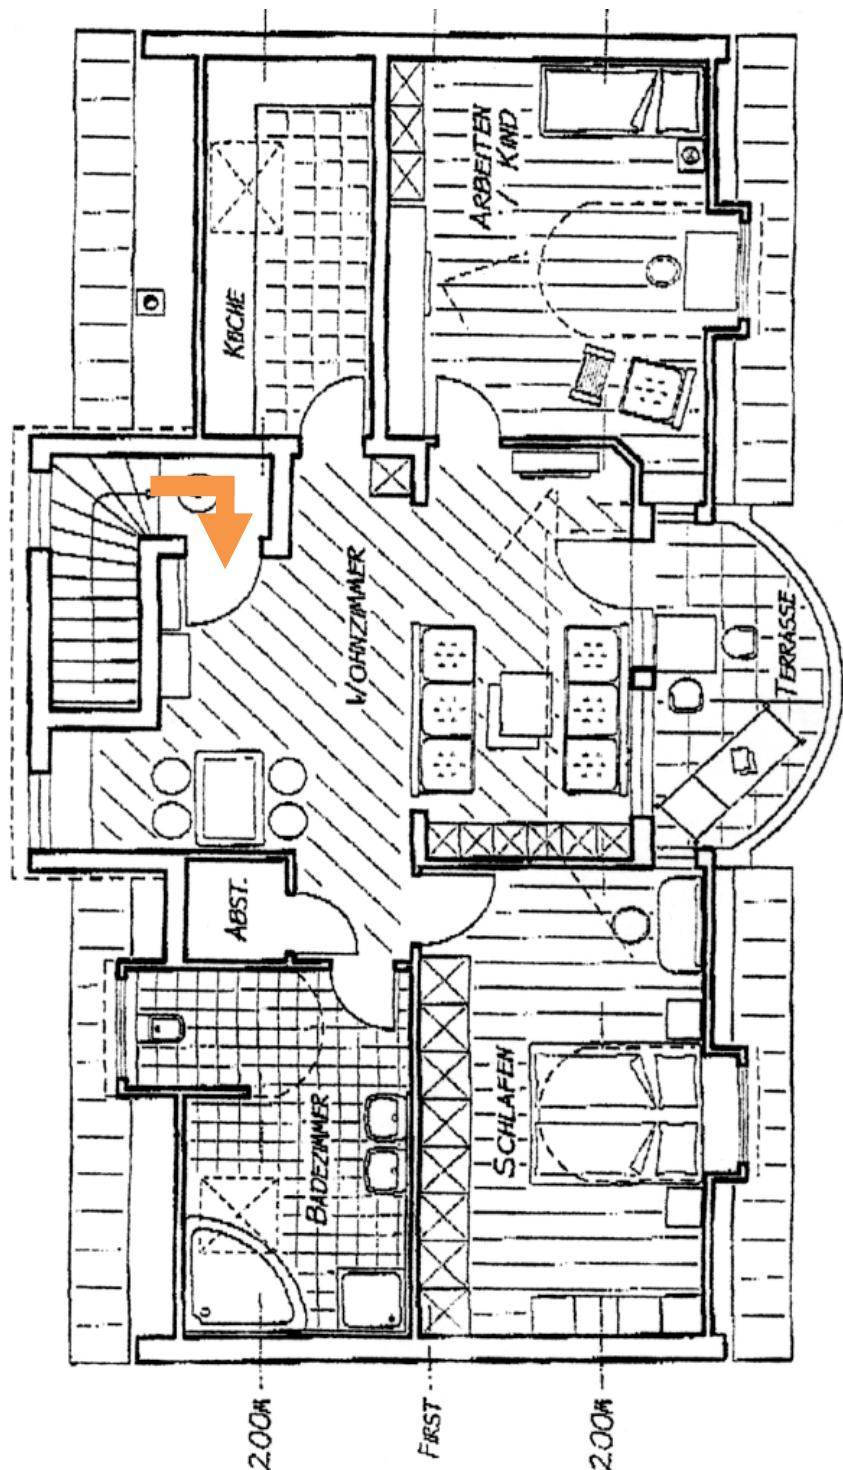 KÜCHE
ARBEITEN
/ KIND
WOHNZIMMER
TERRASSE
ABST.
BADEZIMMER
SCHLAFEN
2.00M
FIRST
2.00M